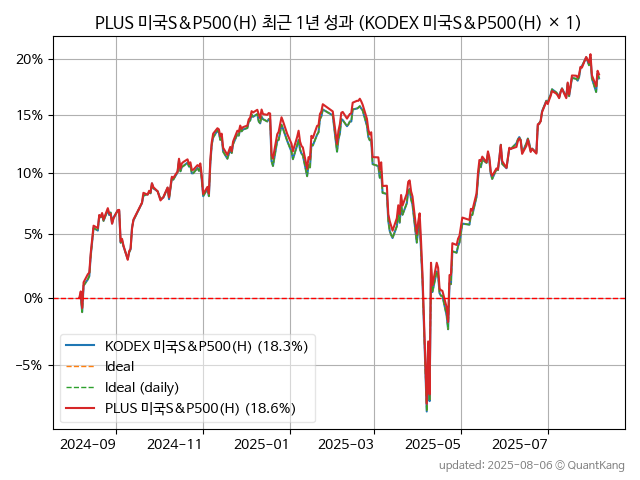 PLUS 미국S&P500(H) 최근 1년 성과 (KODEX 미국S&P500(H) × 1)
20%
15%
10%
5%
0%
−5%
KODEX 미국S&P500(H) (18.3%)
Ideal
Ideal (daily)
PLUS 미국S&P500(H) (18.6%)
2024−09 2024−11 2025−01 2025−03 2025−05 2025−07
updated: 2025-08-06 © QuantKang